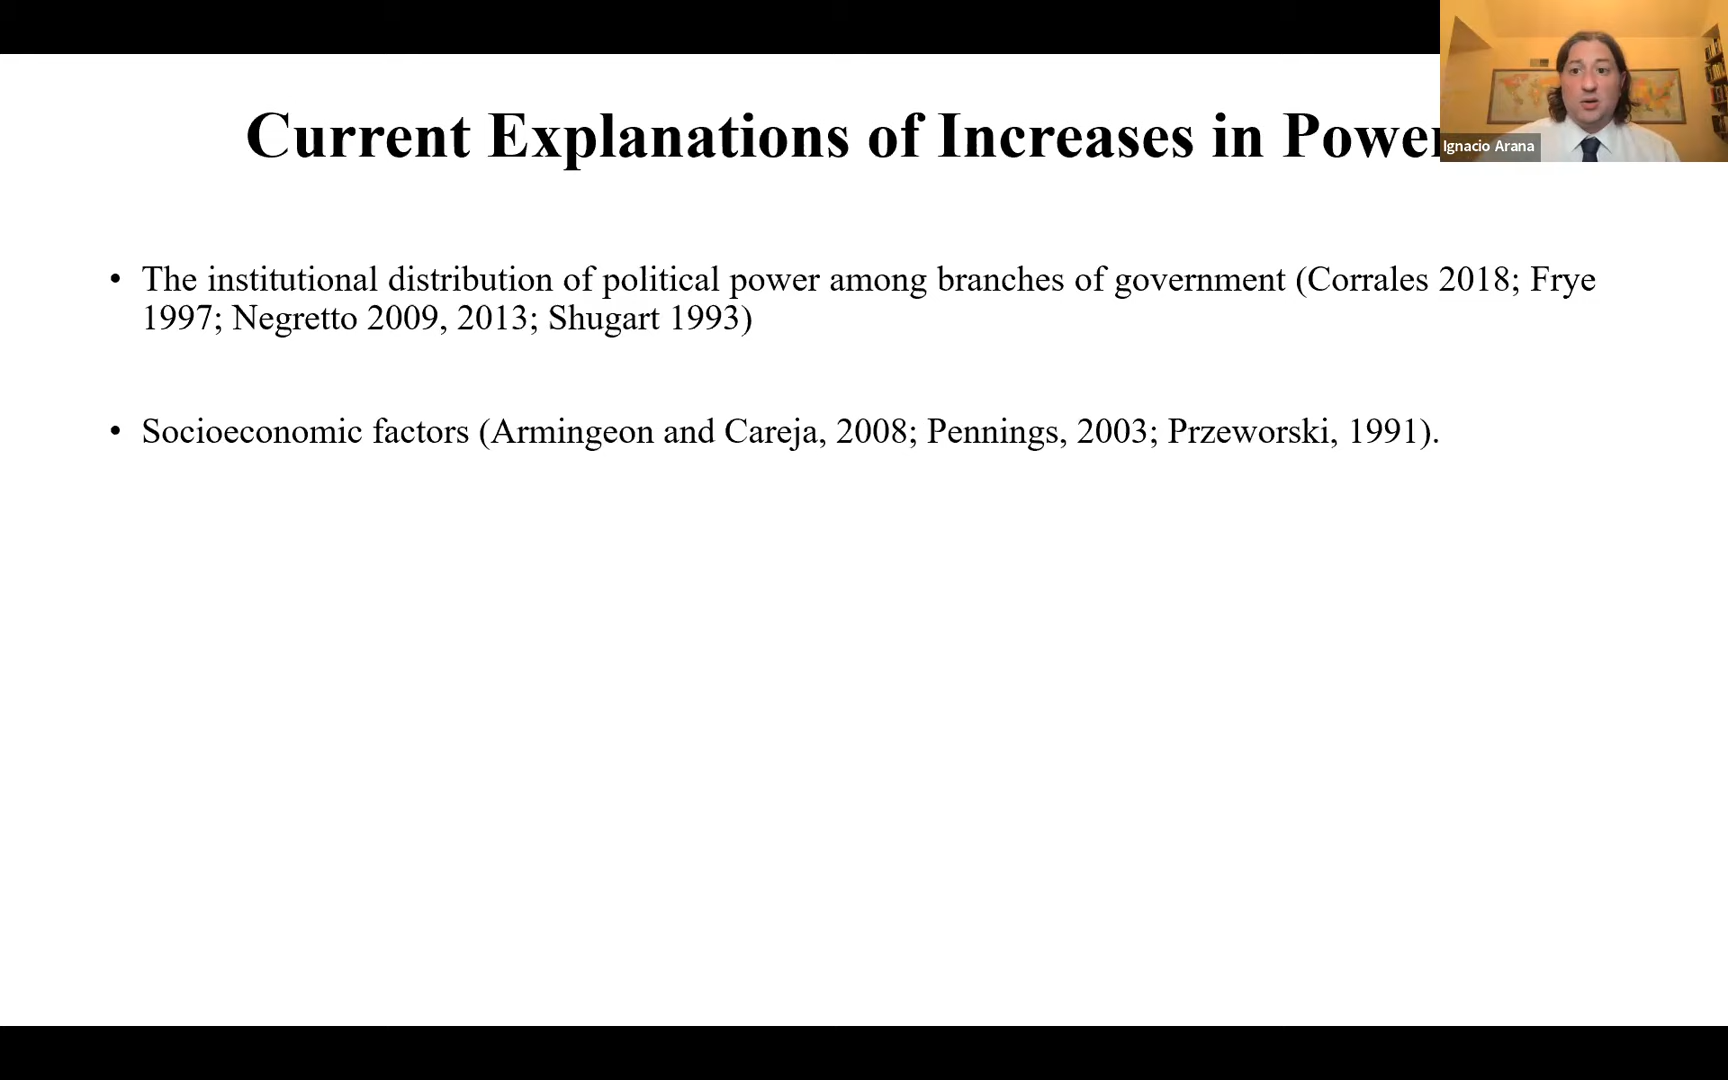 Current Explanations of Increases in Power
Ignacio Arana
• The institutional distribution of political power among branches of government (Corrales 2018; Frye
1997; Negretto 2009, 2013; Shugart 1993)
• Socioeconomic factors (Armingeon and Careja, 2008; Pennings, 2003; Przeworski, 1991).